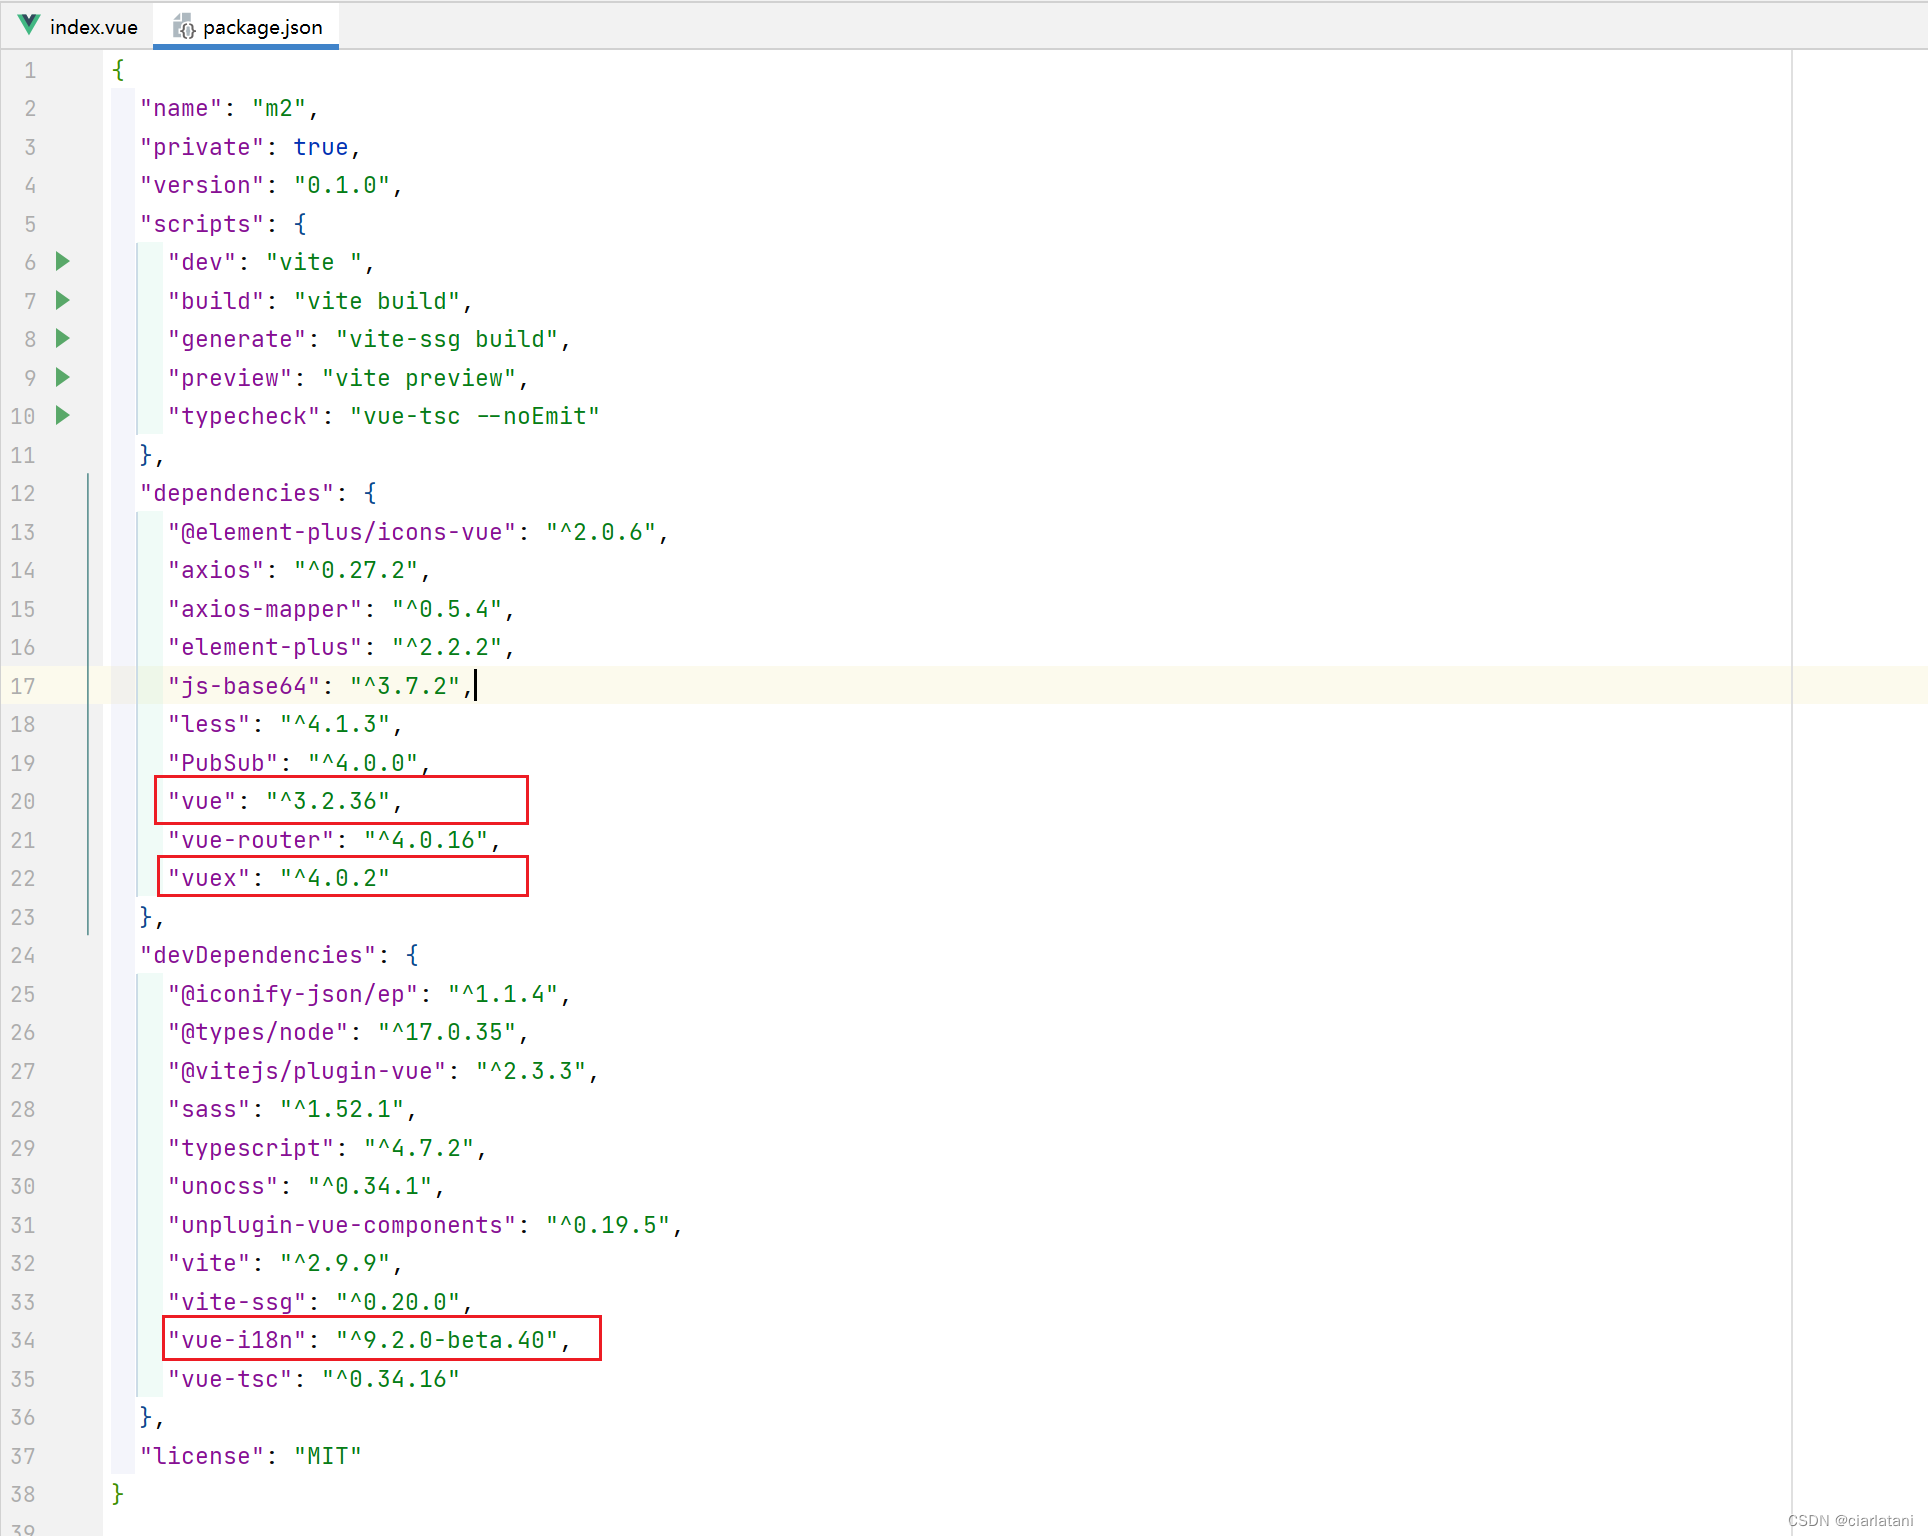 index.vue package.json
1 {
2 "name": "m2",
3 "private": true,
4 "version": "0.1.0",
5 "scripts": {
6 "dev": "vite ",
7 "build": "vite build",
8 "generate": "vite-ssg build",
9 "preview": "vite preview",
10 "typecheck": "vue-tsc --noEmit"
11 },
12 "dependencies": {
13 "@element-plus/icons-vue": "^2.0.6",
14 "axios": "^0.27.2",
15 "axios-mapper": "^0.5.4",
16 "element-plus": "^2.2.2",
17 "js-base64": "^3.7.2",
18 "less": "^4.1.3",
19 "PubSub": "^4.0.0",
20 "vue": "^3.2.36",
21 "vue-router": "^4.0.16",
22 "vuex": "^4.0.2"
23 },
24 "devDependencies": {
25 "@iconify-json/ep": "^1.1.4",
26 "@types/node": "^17.0.35",
27 "@vitejs/plugin-vue": "^2.3.3",
28 "sass": "^1.52.1",
29 "typescript": "^4.7.2",
30 "unocss": "^0.34.1",
31 "unplugin-vue-components": "^0.19.5",
32 "vite": "^2.9.9",
33 "vite-ssg": "^0.20.0",
34 "vue-i18n": "^9.2.0-beta.40",
35 "vue-tsc": "^0.34.16"
36 },
37 "license": "MIT"
38 }
39
CSDN @ciarlatani